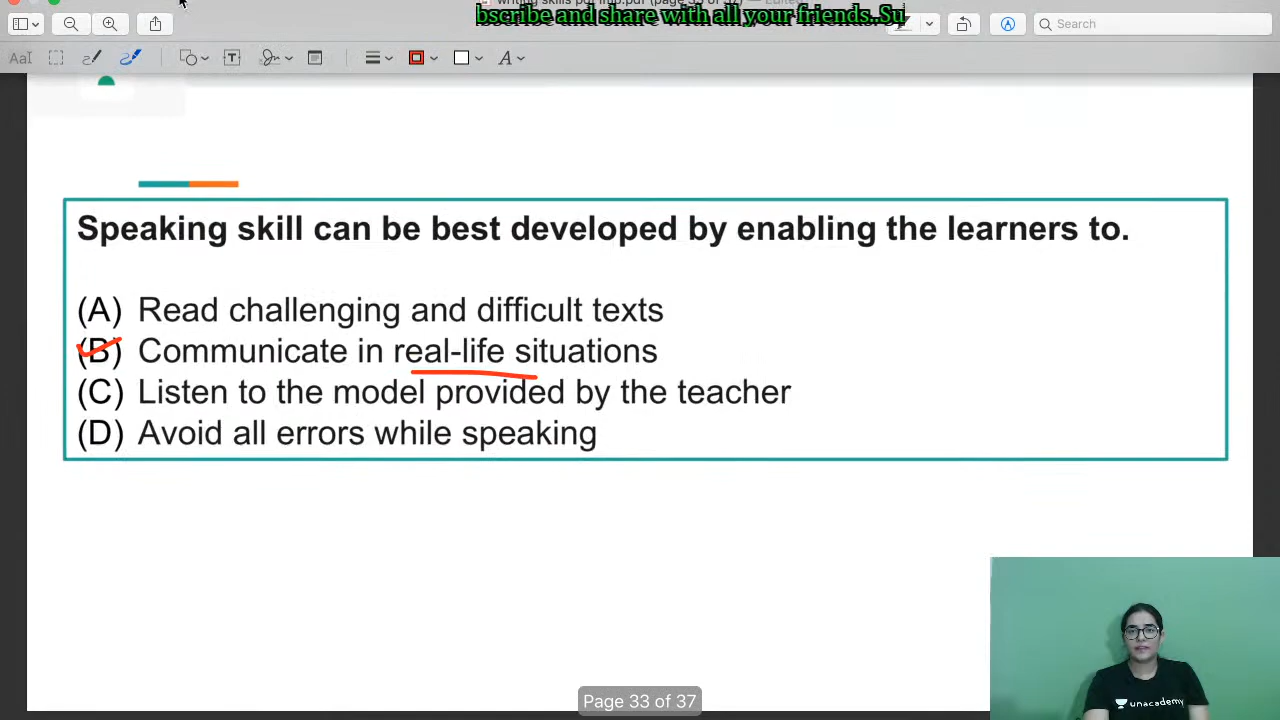 bscribe and share with all your friends..Su
Search
Speaking skill can be best developed by enabling the learners to.
(A) Read challenging and difficult texts
(B) Communicate in real-life situations
(C) Listen to the model provided by the teacher
(D) Avoid all errors while speaking
Page 33 of 37
unacademy